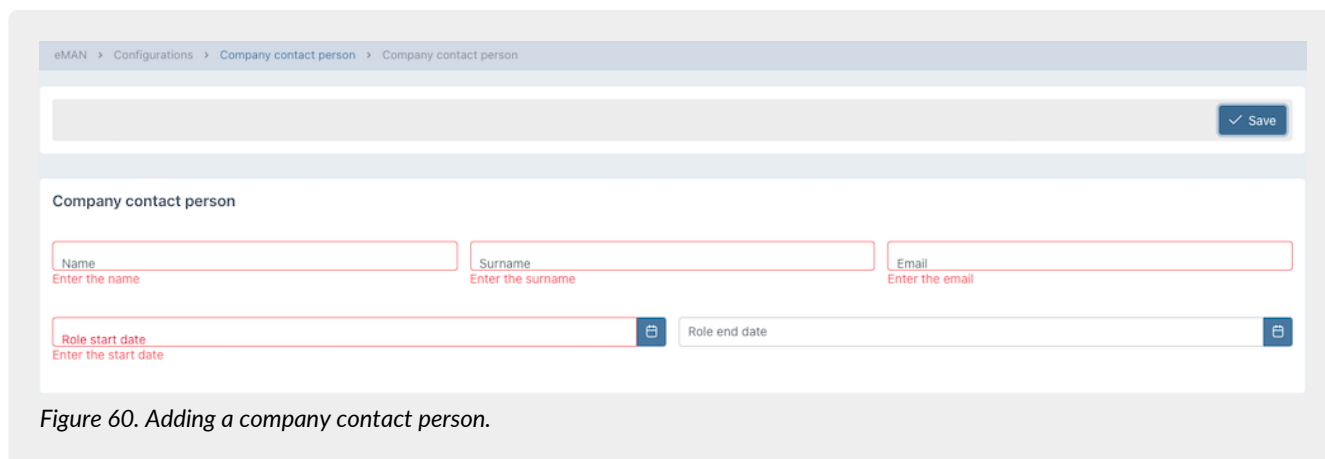 eMAN > Configurations > Company contact person > Company contact person
Save
Company contact person
Name
Surname
Email
Enter the name
Enter the surname
Enter the email
Role start date
Role end date
Enter the start date
Figure 60. Adding a company contact person.